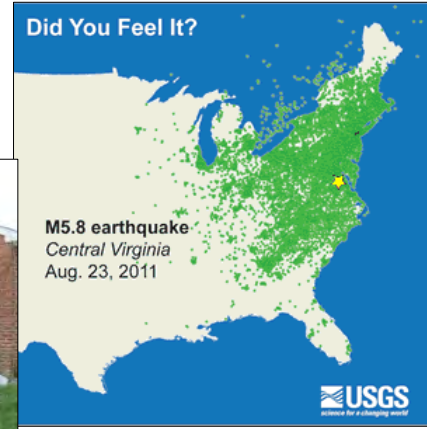 Did You Feel It?
M5.8 earthquake
Central Virginia
Aug. 23, 2011
USGS
science for a changing world